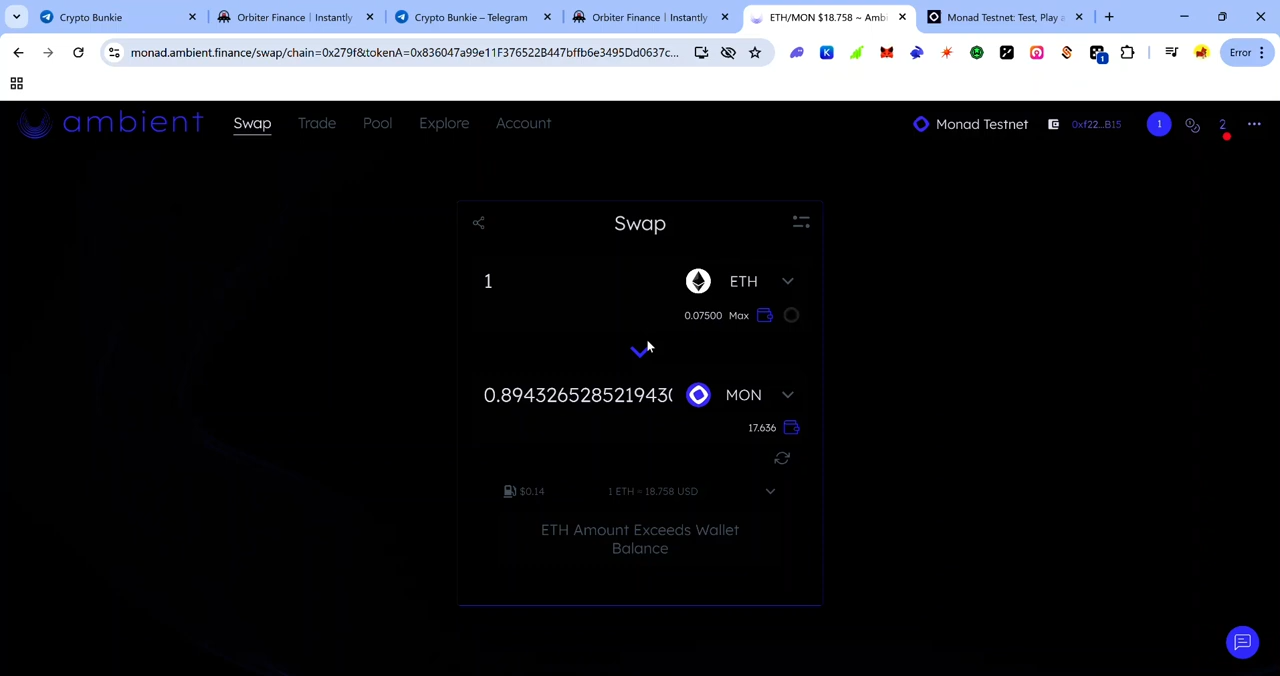 Crypto Bunkie
Orbiter Finance | Instantly
Crypto Bunkie – Telegram
Orbiter Finance | Instantly
ETH/MON $18.758 ~ Ambi
Monad Testnet: Test, Play a
monad.ambient.finance/swap/chain=0x279f&tokenA=0x836047a99e11F376522B447bffb6e3495Dd0637c...
1
Error
ambient
Swap
Trade
Pool
Explore
Account
Monad Testnet
0xf22...B15
1
2
Swap
1
ETH
0.07500 Max
0.894326528521943(
MON
17.636
$0.14
1 ETH ≈ 18.758 USD
ETH Amount Exceeds Wallet
Balance